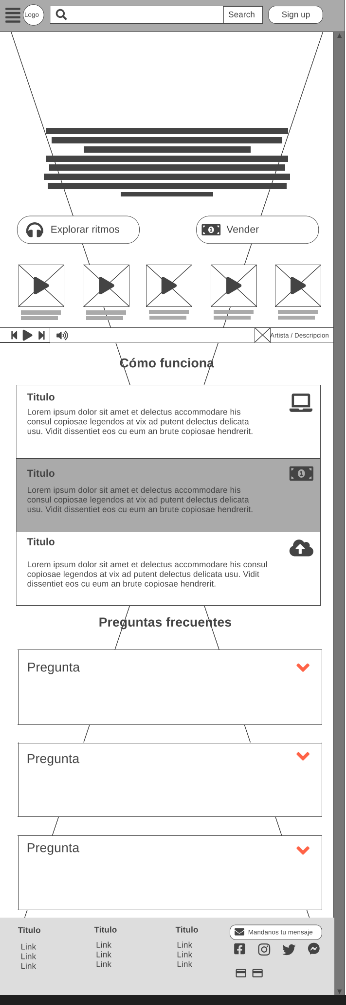 Logo
Search
Sign up
Explorar ritmos
Vender
Artista / Descripcion
Cómo funciona
Titulo
Lorem ipsum dolor sit amet et delectus accommodare his
consul copiosae legendos at vix ad putent delectus delicata
usu. Vidit dissentiet eos cu eum an brute copiosae hendrerit.
Titulo
Lorem ipsum dolor sit amet et delectus accommodare his
consul copiosae legendos at vix ad putent delectus delicata
usu. Vidit dissentiet eos cu eum an brute copiosae hendrerit.
Titulo
Lorem ipsum dolor sit amet et delectus accommodare his consul
copiosae legendos at vix ad putent delectus delicata usu. Vidit
dissentiet eos cu eum an brute copiosae hendrerit.
Preguntas frecuentes
Pregunta
Pregunta
Pregunta
Titulo
Link
Link
Link
Titulo
Link
Link
Link
Titulo
Link
Link
Link
Mandanos tu mensaje